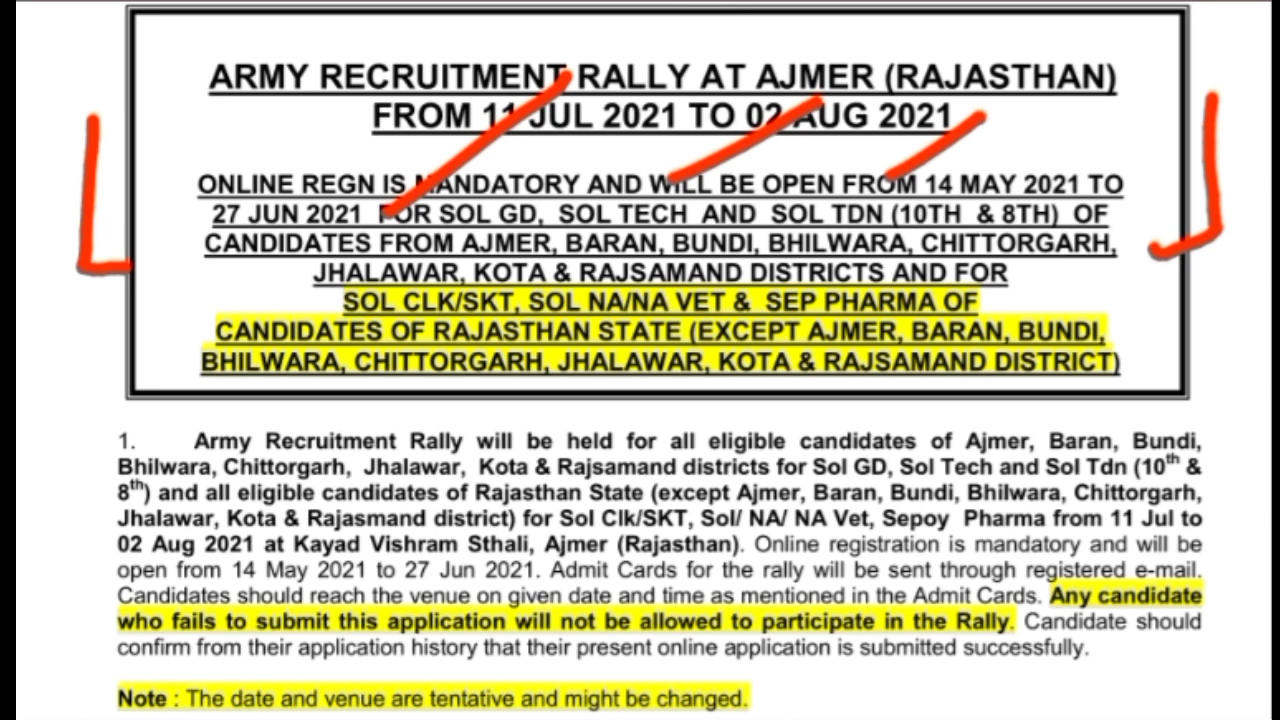 ARMY RECRUITMENT RALLY AT AJMER (RAJASTHAN)
FROM 11 JUL 2021 TO 02 AUG 2021
ONLINE REGN IS MANDATORY AND WILL BE OPEN FROM 14 MAY 2021 TO
27 JUN 2021 FOR SOL GD, SOL TECH AND SOL TDN (10TH & 8TH) OF
CANDIDATES FROM AJMER, BARAN, BUNDI, BHILWARA, CHITTORGARH,
JHALAWAR, KOTA & RAJSAMAND DISTRICTS AND FOR
SOL CLK/SKT, SOL NA/NA VET & SEP PHARMA OF
CANDIDATES OF RAJASTHAN STATE (EXCEPT AJMER, BARAN, BUNDI,
BHILWARA, CHITTORGARH, JHALAWAR, KOTA & RAJSAMAND DISTRICT)
1. Army Recruitment Rally will be held for all eligible candidates of Ajmer, Baran, Bundi,
Bhilwara, Chittorgarh, Jhalawar, Kota & Rajsamand districts for Sol GD, Sol Tech and Sol Tdn (10th &
8th) and all eligible candidates of Rajasthan State (except Ajmer, Baran, Bundi, Bhilwara, Chittorgarh,
Jhalawar, Kota & Rajasmand district) for Sol Clk/SKT, Sol/ NA/ NA Vet, Sepoy Pharma from 11 Jul to
02 Aug 2021 at Kayad Vishram Sthali, Ajmer (Rajasthan). Online registration is mandatory and will be
open from 14 May 2021 to 27 Jun 2021. Admit Cards for the rally will be sent through registered e-mail.
Candidates should reach the venue on given date and time as mentioned in the Admit Cards. Any candidate
who fails to submit this application will not be allowed to participate in the Rally. Candidate should
confirm from their application history that their present online application is submitted successfully.
Note : The date and venue are tentative and might be changed.